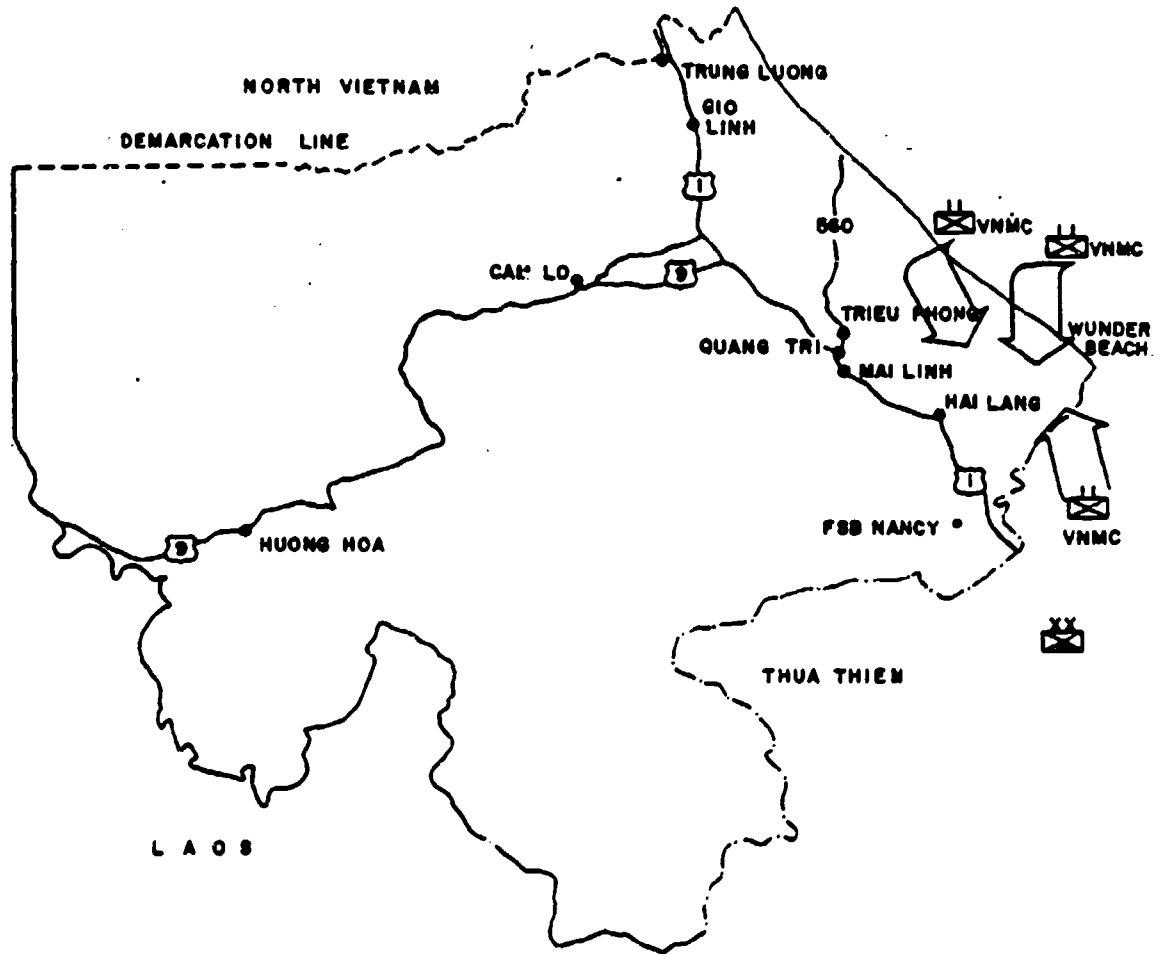 TRUNG LUONG
NORTH VIETNAM
GIO
LINH
DEMARCATION LINE
1
560
VNMC
VNMC
CAM LO
9
TRIEU PHONG
WUNDER
BEACH
QUANG TRI
MAI LINH
HAI LANG
1
FSB NANCY
VNMC
9
HUONG HOA
XX
THUA THIEN
LAOS